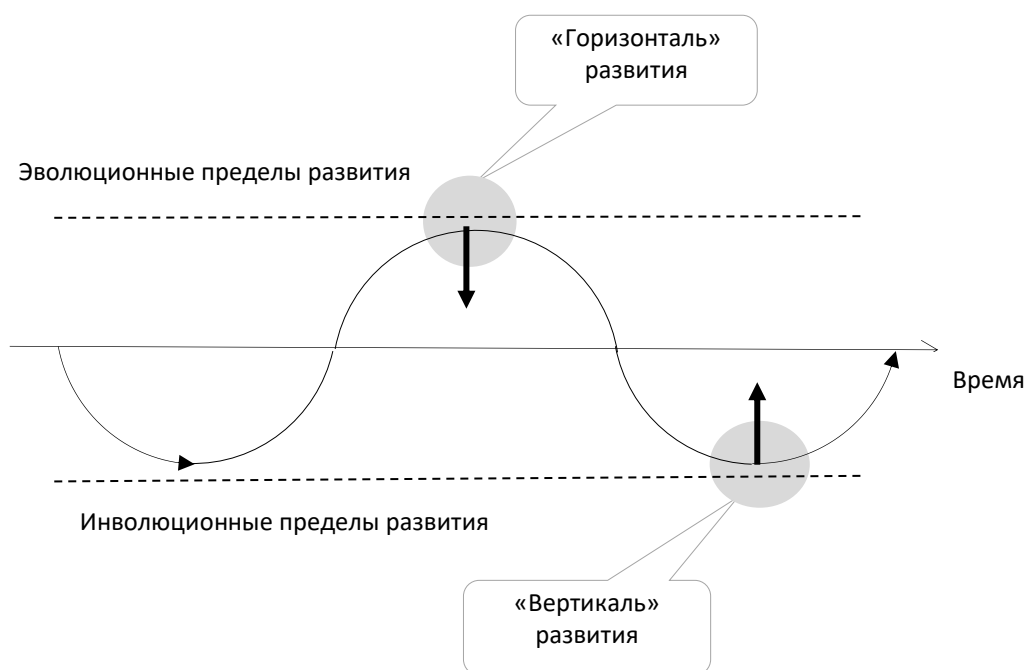 «Горизонталь»
развития
Эволюционные пределы развития
Время
Инволюционные пределы развития
«Вертикаль»
развития